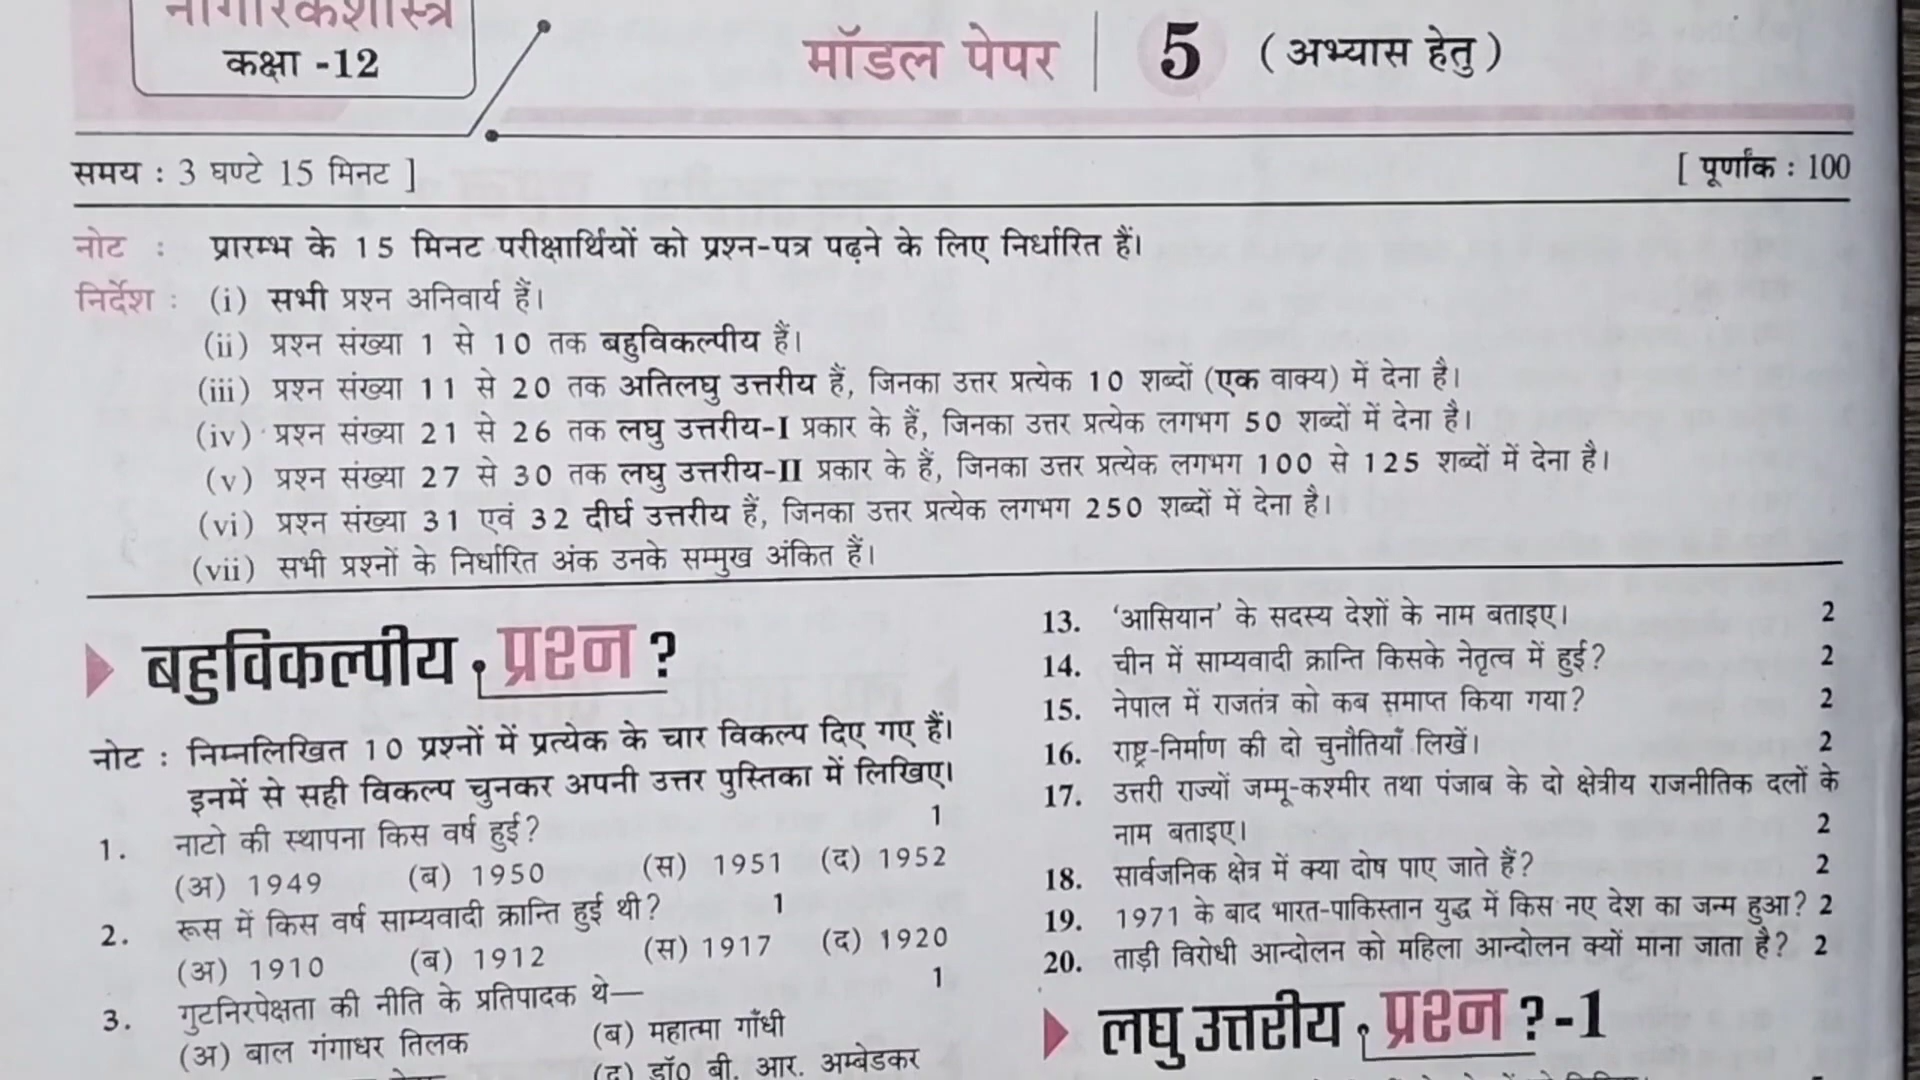 नागरिकशास्त्र
कक्षा -12
मॉडल पेपर 5 (अभ्यास हेतु)
समय : 3 घण्टे 15 मिनट ]
[ पूर्णांक : 100
नोट : प्रारम्भ के 15 मिनट परीक्षार्थियों को प्रश्न-पत्र पढ़ने के लिए निर्धारित हैं।
निर्देश : (i) सभी प्रश्न अनिवार्य हैं।
(ii) प्रश्न संख्या 1 से 10 तक बहुविकल्पीय हैं।
(iii) प्रश्न संख्या 11 से 20 तक अतिलघु उत्तरीय हैं, जिनका उत्तर प्रत्येक 10 शब्दों (एक वाक्य) में देना है।
(iv) प्रश्न संख्या 21 से 26 तक लघु उत्तरीय-I प्रकार के हैं, जिनका उत्तर प्रत्येक लगभग 50 शब्दों में देना है।
(v) प्रश्न संख्या 27 से 30 तक लघु उत्तरीय-II प्रकार के हैं, जिनका उत्तर प्रत्येक लगभग 100 से 125 शब्दों में देना है।
(vi) प्रश्न संख्या 31 एवं 32 दीर्घ उत्तरीय हैं, जिनका उत्तर प्रत्येक लगभग 250 शब्दों में देना है।
(vii) सभी प्रश्नों के निर्धारित अंक उनके सम्मुख अंकित हैं।
बहुविकल्पीय प्रश्न ?
नोट : निम्नलिखित 10 प्रश्नों में प्रत्येक के चार विकल्प दिए गए हैं।
इनमें से सही विकल्प चुनकर अपनी उत्तर पुस्तिका में लिखिए।
1. नाटो की स्थापना किस वर्ष हुई? 1
(अ) 1949 (ब) 1950 (स) 1951 (द) 1952
2. रूस में किस वर्ष साम्यवादी क्रान्ति हुई थी? 1
(अ) 1910 (ब) 1912 (स) 1917 (द) 1920
3. गुटनिरपेक्षता की नीति के प्रतिपादक थे— 1
(अ) बाल गंगाधर तिलक (ब) महात्मा गाँधी
(द) डॉ0 बी. आर. अम्बेडकर
13. 'आसियान' के सदस्य देशों के नाम बताइए। 2
14. चीन में साम्यवादी क्रान्ति किसके नेतृत्व में हुई? 2
15. नेपाल में राजतंत्र को कब समाप्त किया गया? 2
16. राष्ट्र-निर्माण की दो चुनौतियाँ लिखें। 2
17. उत्तरी राज्यों जम्मू-कश्मीर तथा पंजाब के दो क्षेत्रीय राजनीतिक दलों के
नाम बताइए। 2
18. सार्वजनिक क्षेत्र में क्या दोष पाए जाते हैं? 2
19. 1971 के बाद भारत-पाकिस्तान युद्ध में किस नए देश का जन्म हुआ? 2
20. ताड़ी विरोधी आन्दोलन को महिला आन्दोलन क्यों माना जाता है? 2
लघु उत्तरीय प्रश्न ?-1